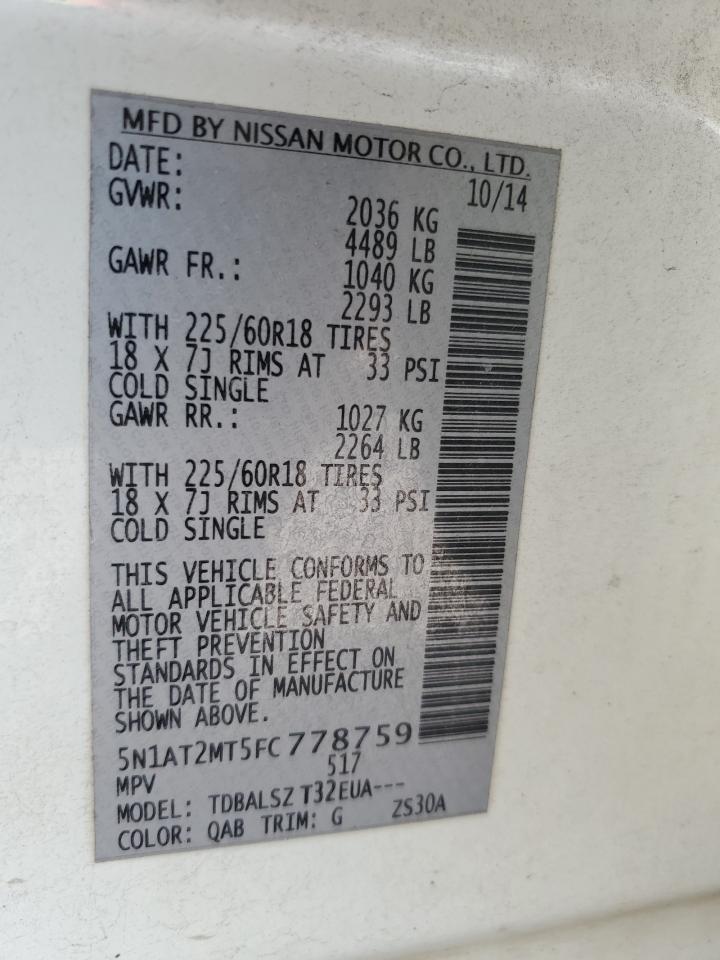 MFD BY NISSAN MOTOR CO., LTD.
DATE: 10/14
GVWR: 2036 KG
4489 LB
GAWR FR.: 1040 KG
2293 LB
WITH 225/60R18 TIRES
18 X 7J RIMS AT 33 PSI
COLD SINGLE
GAWR RR.: 1027 KG
2264 LB
WITH 225/60R18 TIRES
18 X 7J RIMS AT 33 PSI
COLD SINGLE
THIS VEHICLE CONFORMS TO
ALL APPLICABLE FEDERAL
MOTOR VEHICLE SAFETY AND
THEFT PREVENTION
STANDARDS IN EFFECT ON
THE DATE OF MANUFACTURE
SHOWN ABOVE.
5N1AT2MT5FC778759
MPV 517
MODEL: TDBALSZ T32EUA---
COLOR: QAB TRIM: G ZS30A